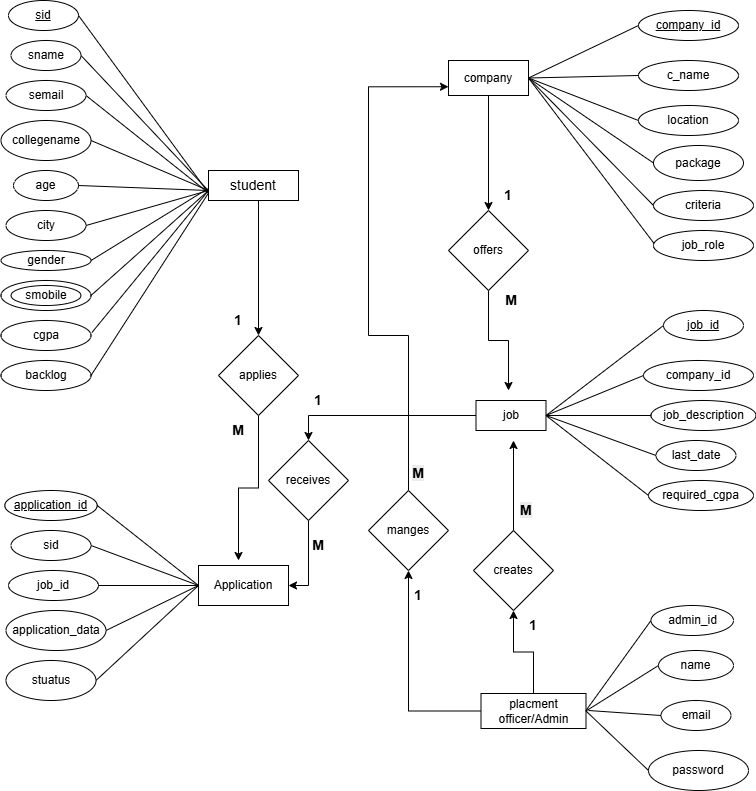 sid
sname
semail
collegename
age
city
gender
smobile
cgpa
backlog
student
1
applies
M
company
company_id
c_name
location
package
criteria
job_role
1
offers
M
job
job_id
company_id
job_description
last_date
required_cgpa
1
receives
M
application_id
sid
job_id
application_data
stuatus
Application
M
manges
1
M
creates
1
placment
officer/Admin
admin_id
name
email
password